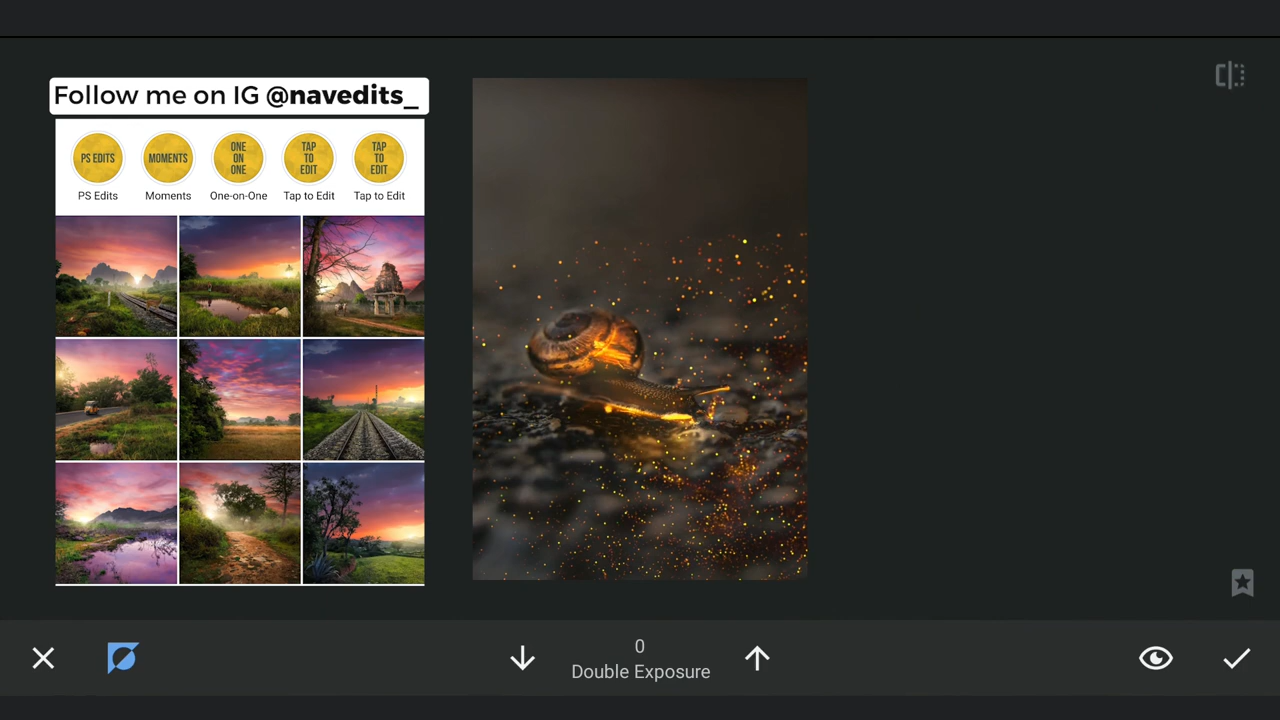 Follow me on IG @navedits_
PS EDITS
MOMENTS
ONE
ON
ONE
TAP
TO
EDIT
TAP
TO
EDIT
PS Edits
Moments
One-on-One
Tap to Edit
Tap to Edit
0
Double Exposure